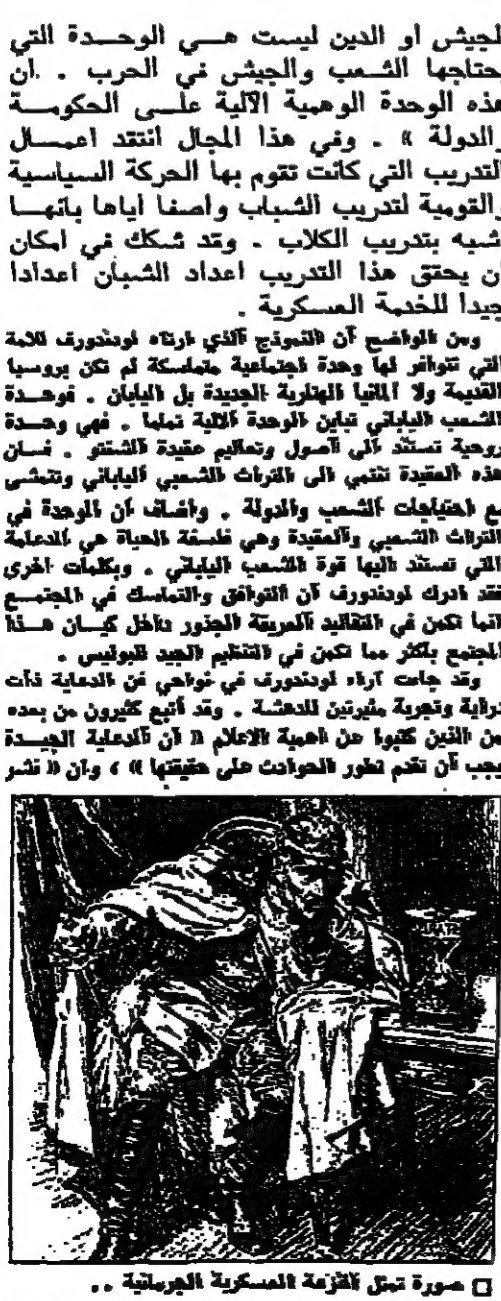 لجيش او الدين ليست هي الوحدة التي
حتاجها الشعب والجيش في الحرب . ان
هذه الوحدة الوهمية الآلية على الحكومة
والدولة » . وفي هذا المجال انتقد اعمال
التدريب التي كانت تقوم بها الحركة السياسية
والقومية لتدريب الشباب واصفا اياها بانها
شبيه بتدريب الكلاب . وقد شكك في امكان
ان يحقق هذا التدريب اعداد الشبان اعدادا
جيدا للخدمة العسكرية .
ومن الواضح أن النموذج الذي ارتاه لودندورف للامة
التي تتوافر لها وحدة اجتماعية متماسكة لم تكن بروسيا
القديمة ولا ألمانيا الهتلرية الجديدة بل اليابان . فوحدة
الشعب الياباني تباين الوحدة الآلية تماما . فهي وحدة
روحية تستند الى أصول وتعاليم عقيدة الشنتو . فسان
هذه العقيدة تنتمي الى التراث الشعبي الياباني وتتمشى
مع احتياجات الشعب والدولة . وأضاف أن الوحدة في
التراث الشعبي والعقيدة وهي فلسفة الحياة هي الدعامة
التي تستند اليها قوة الشعب الياباني . وبكلمات اخرى
فقد ادرك لودندورف أن التوافق والتماسك في المجتمع
انما تكمن في التقاليد العريقة الجذور داخل كيان هذا
المجتمع بأكثر مما تكمن في التنظيم الجيد للبوليس .
وقد جاءت آراء لودندورف في نواحي فن الدعاية ذات
دراية وتجربة مثيرتين للدهشة . وقد أتبع كثيرون من بعده
من الذين كتبوا عن اهمية الاعلام « أن الدعاية الجيدة
يجب أن تقدم تطور الحوادث على حقيقتها » ، وان « نشر
□ صورة تمثل النزعة العسكرية الجرمانية ..